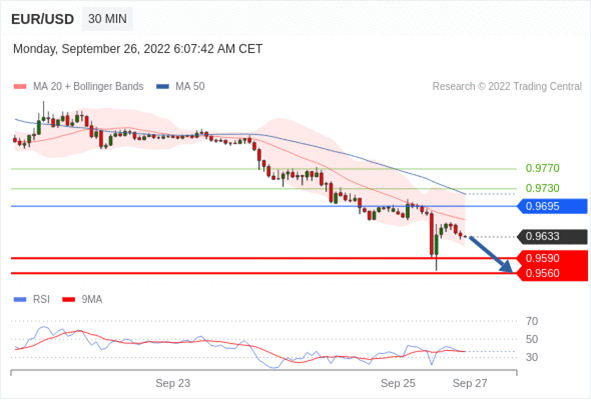 EUR/USD 30 MIN
Monday, September 26, 2022 6:07:42 AM CET
MA 20 + Bollinger Bands MA 50 Research © 2022 Trading Central
0.9770
0.9730
0.9695
0.9633
0.9590
0.9560
RSI 9MA
70
50
30
Sep 23 Sep 25 Sep 27